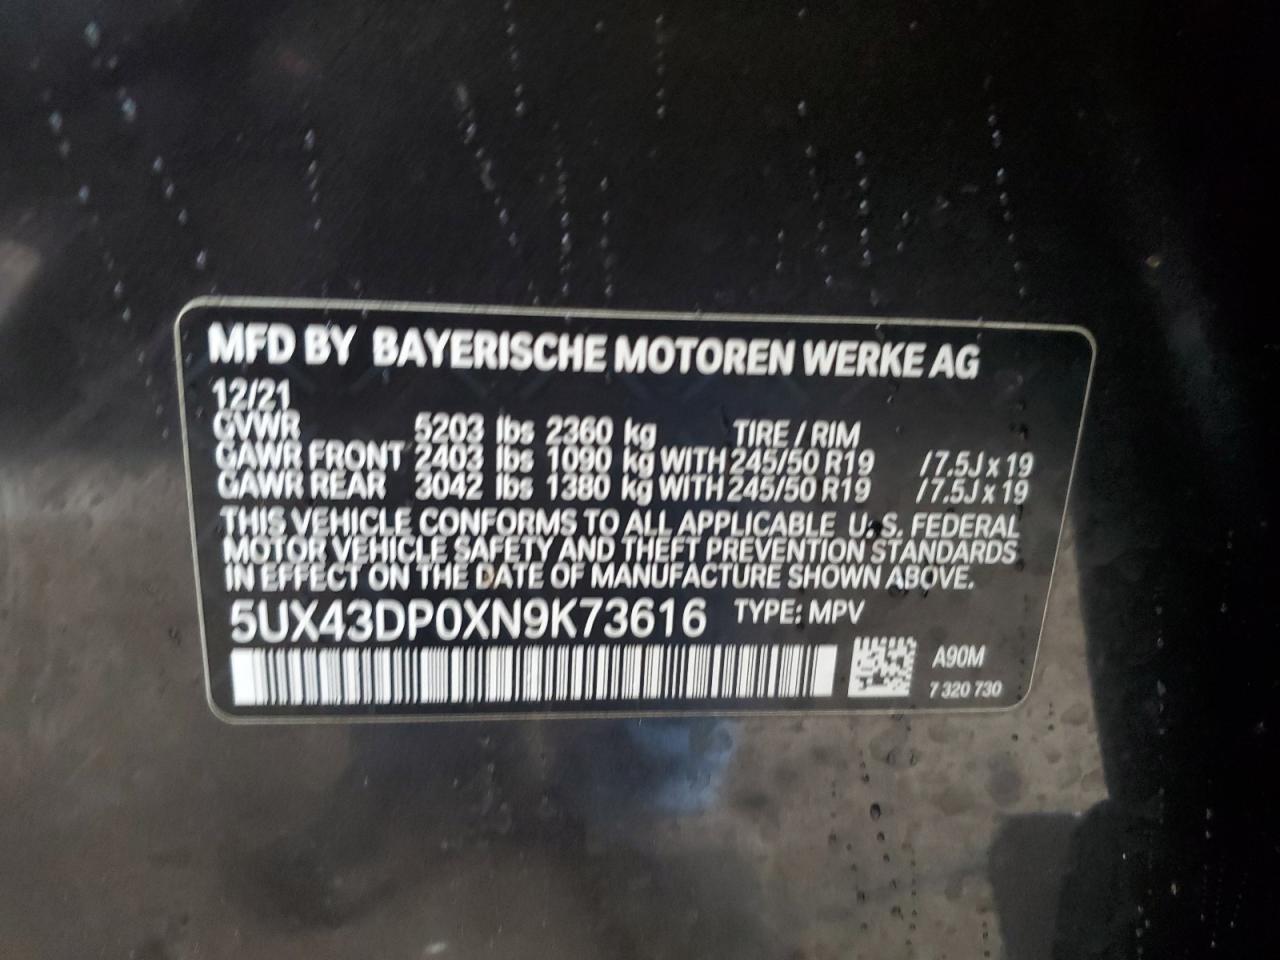 MFD BY BAYERISCHE MOTOREN WERKE AG
12/21
GVWR 5203 lbs 2360 kg TIRE / RIM
GAWR FRONT 2403 lbs 1090 kg WITH 245/50 R19 / 7.5J x 19
GAWR REAR 3042 lbs 1380 kg WITH 245/50 R19 / 7.5J x 19
THIS VEHICLE CONFORMS TO ALL APPLICABLE U. S. FEDERAL
MOTOR VEHICLE SAFETY AND THEFT PREVENTION STANDARDS
IN EFFECT ON THE DATE OF MANUFACTURE SHOWN ABOVE.
5UX43DP0XN9K73616 TYPE: MPV
A90M
7 320 730